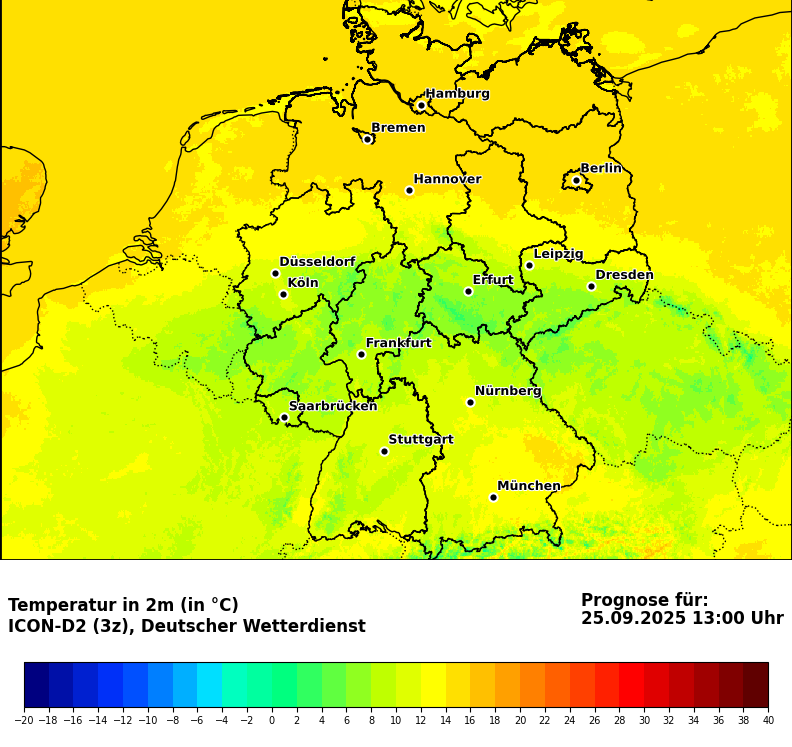 Hamburg
Bremen
Berlin
Hannover
Leipzig
Düsseldorf
Dresden
Köln
Erfurt
Frankfurt
Nürnberg
Saarbrücken
Stuttgart
München
Temperatur in 2m (in °C)
ICON-D2 (3z), Deutscher Wetterdienst
Prognose für:
25.09.2025 13:00 Uhr
−20 −18 −16 −14 −12 −10 −8 −6 −4 −2 0 2 4 6 8 10 12 14 16 18 20 22 24 26 28 30 32 34 36 38 40